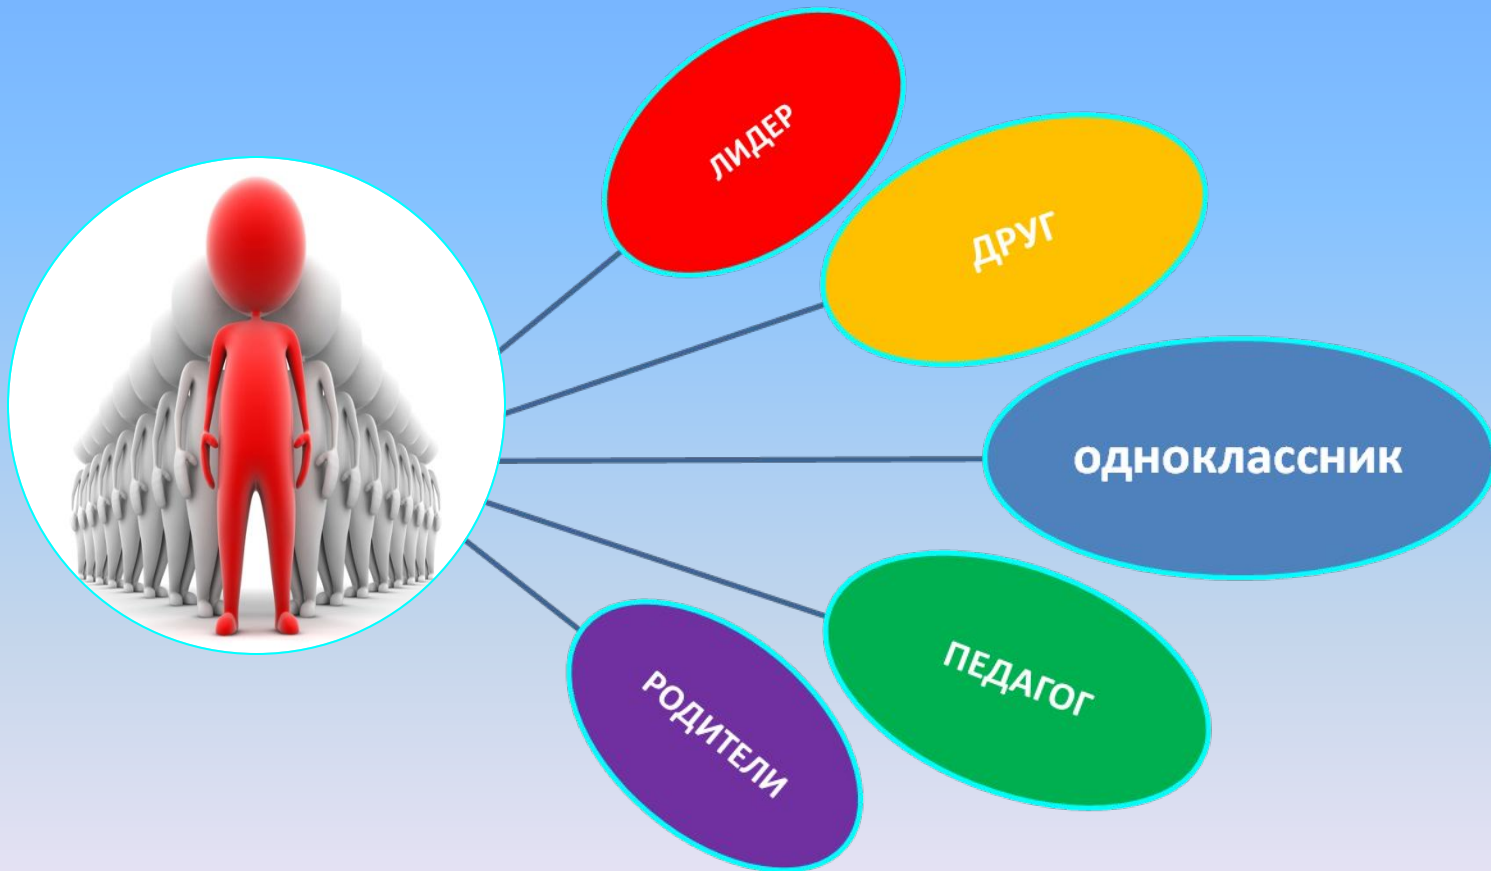 ЛИДЕР
ДРУГ
одноклассник
ПЕДАГОГ
РОДИТЕЛИ